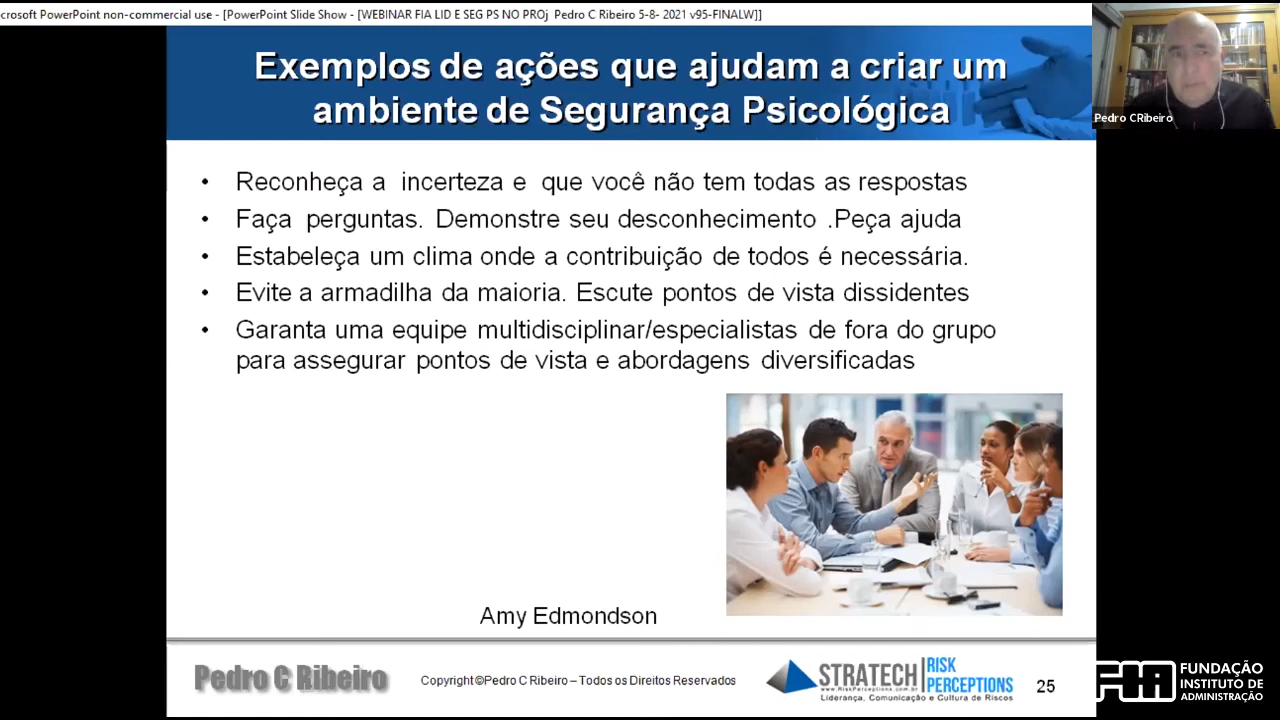 crosoft PowerPoint non-commercial use - [PowerPoint Slide Show - [WEBINAR FIA LID E SEG PS NO PROj Pedro C Ribeiro 5-8- 2021 v95-FINALW]]
Exemplos de ações que ajudam a criar um
ambiente de Segurança Psicológica
Pedro CRibeiro
• Reconheça a incerteza e que você não tem todas as respostas
• Faça perguntas. Demonstre seu desconhecimento .Peça ajuda
• Estabeleça um clima onde a contribuição de todos é necessária.
• Evite a armadilha da maioria. Escute pontos de vista dissidentes
• Garanta uma equipe multidisciplinar/especialistas de fora do grupo
para assegurar pontos de vista e abordagens diversificadas
Amy Edmondson
Pedro C Ribeiro
Copyright ©Pedro C Ribeiro – Todos os Direitos Reservados
STRATECH
www.RiskPerceptions.com.br
RISK
PERCEPTIONS
Liderança, Comunicação e Cultura de Riscos
25
FIA
FUNDAÇÃO
INSTITUTO DE
ADMINISTRAÇÃO